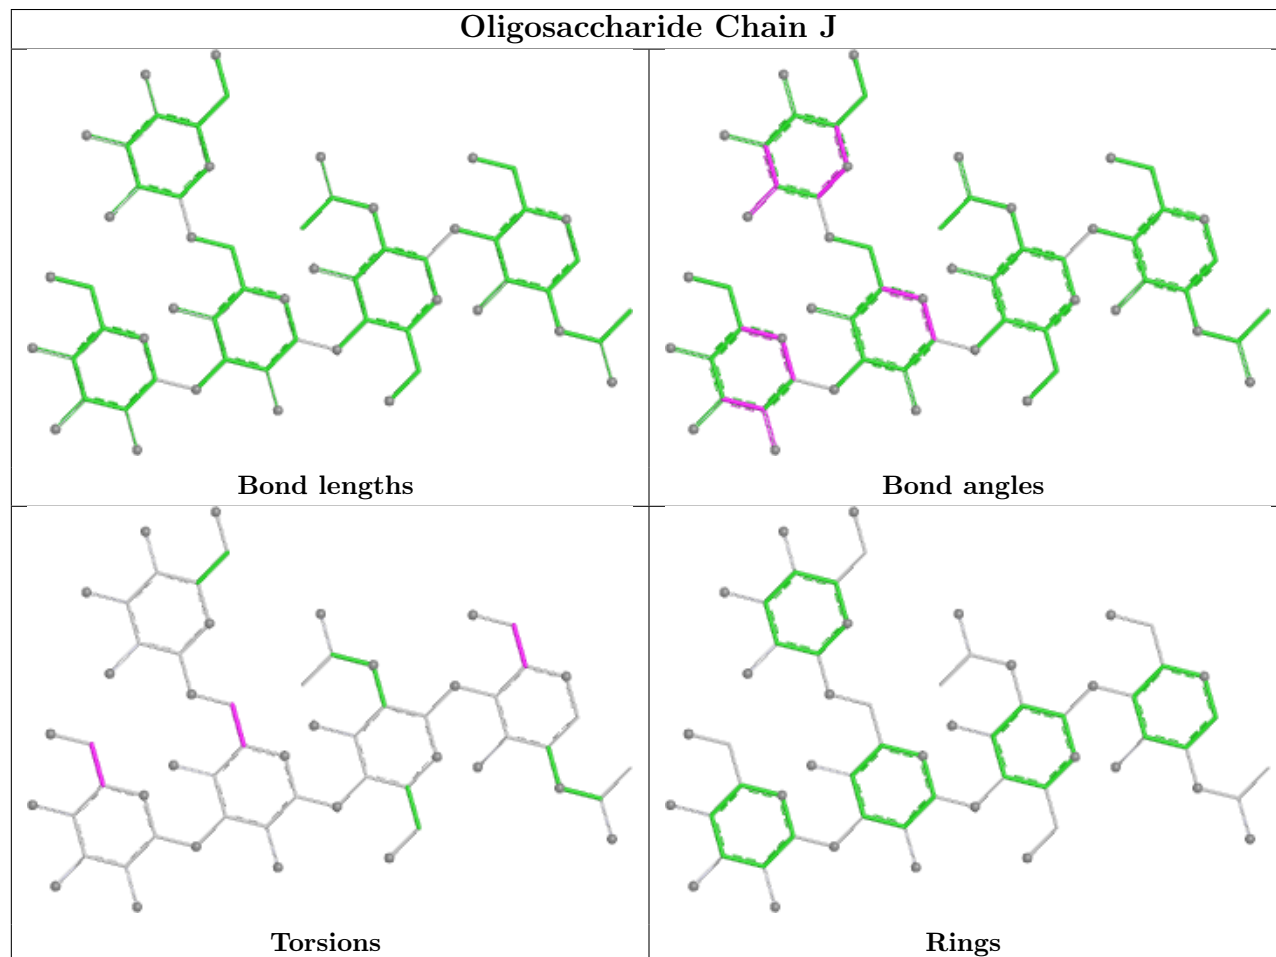 Oligosaccharide Chain J
Bond lengths
Bond angles
Torsions
Rings